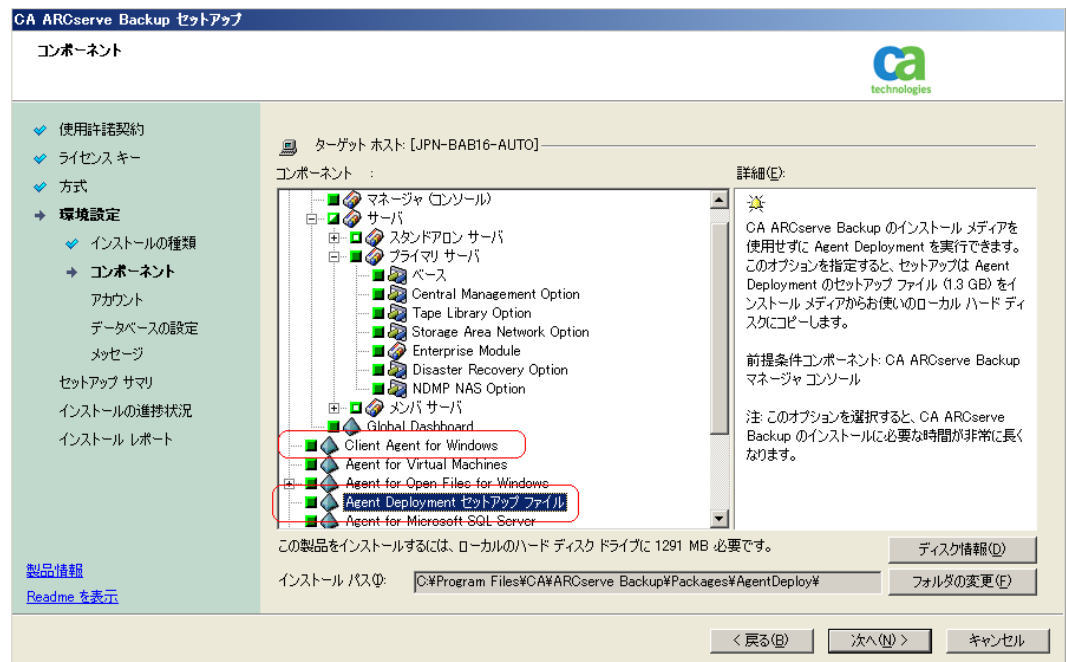 CA ARCserve Backup セットアップ
コンポーネント
ca
technologies
使用許諾契約
ライセンス キー
方式
環境設定
インストールの種類
コンポーネント
アカウント
データベースの設定
メッセージ
セットアップ サマリ
インストールの進捗状況
インストール レポート
製品情報
Readme を表示
ターゲット ホスト: [JPN-BAB16-AUTO]
コンポーネント :
マネージャ (コンソール)
サーバ
スタンドアロン サーバ
プライマリ サーバ
ベース
Central Management Option
Tape Library Option
Storage Area Network Option
Enterprise Module
Disaster Recovery Option
NDMP NAS Option
メンバ サーバ
Global Dashboard
Client Agent for Windows
Agent for Virtual Machines
Agent for Open Files for Windows
Agent Deployment セットアップ ファイル
Agent for Microsoft SQL Server
詳細(E):
CA ARCserve Backup のインストール メディアを
使用せずに Agent Deployment を実行できます。
このオプションを指定すると、セットアップは Agent
Deployment のセットアップ ファイル (1.3 GB) をイ
ンストール メディアからお使いのローカル ハード ディ
スクにコピーします。
前提条件コンポーネント: CA ARCserve Backup
マネージャ コンソール
注: このオプションを選択すると、CA ARCserve
Backup のインストールに必要な時間が非常に長く
なります。
この製品をインストールするには、ローカルのハード ディスク ドライブに 1291 MB 必要です。
ディスク情報(D)
インストール パス(I):
C:¥Program Files¥CA¥ARCserve Backup¥Packages¥AgentDeploy¥
フォルダの変更(F)
< 戻る(B)
次へ(N) >
キャンセル